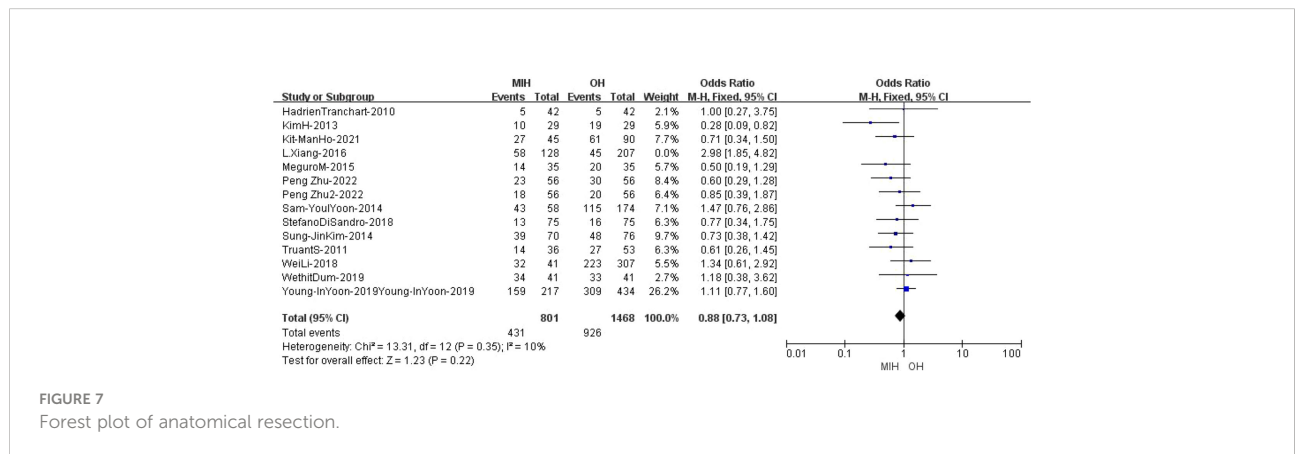 MIH OH Odds Ratio Odds Ratio
Study or Subgroup Events Total Events Total Weight M-H, Fixed, 95% CI M-H, Fixed, 95% CI
HadrienTranchart-2010 5 42 5 42 2.1% 1.00 [0.27, 3.75]
KimH-2013 10 29 19 29 5.9% 0.28 [0.09, 0.82]
Kit-ManHo-2021 27 45 61 90 7.7% 0.71 [0.34, 1.50]
L.Xiang-2016 58 128 45 207 0.0% 2.98 [1.85, 4.82]
MeguroM-2015 14 35 20 35 5.7% 0.50 [0.19, 1.29]
Peng Zhu-2022 23 56 30 56 8.4% 0.60 [0.29, 1.28]
Peng Zhu2-2022 18 56 20 56 6.4% 0.85 [0.39, 1.87]
Sam-YoulYoon-2014 43 58 115 174 7.1% 1.47 [0.76, 2.86]
StefanoDiSandro-2018 13 75 16 75 6.3% 0.77 [0.34, 1.75]
Sung-JinKim-2014 39 70 48 76 9.7% 0.73 [0.38, 1.42]
TruantS-2011 14 36 27 53 6.3% 0.61 [0.26, 1.45]
WeiLi-2018 32 41 223 307 5.5% 1.34 [0.61, 2.92]
WethitDum-2019 34 41 33 41 2.7% 1.18 [0.38, 3.62]
Young-InYoon-2019Young-InYoon-2019 159 217 309 434 26.2% 1.11 [0.77, 1.60]
Total (95% CI) 801 1468 100.0% 0.88 [0.73, 1.08]
Total events 431 926
Heterogeneity: Chi² = 13.31, df = 12 (P = 0.35); I² = 10%
Test for overall effect: Z = 1.23 (P = 0.22)
0.01 0.1 1 10 100
MIH OH
FIGURE 7
Forest plot of anatomical resection.